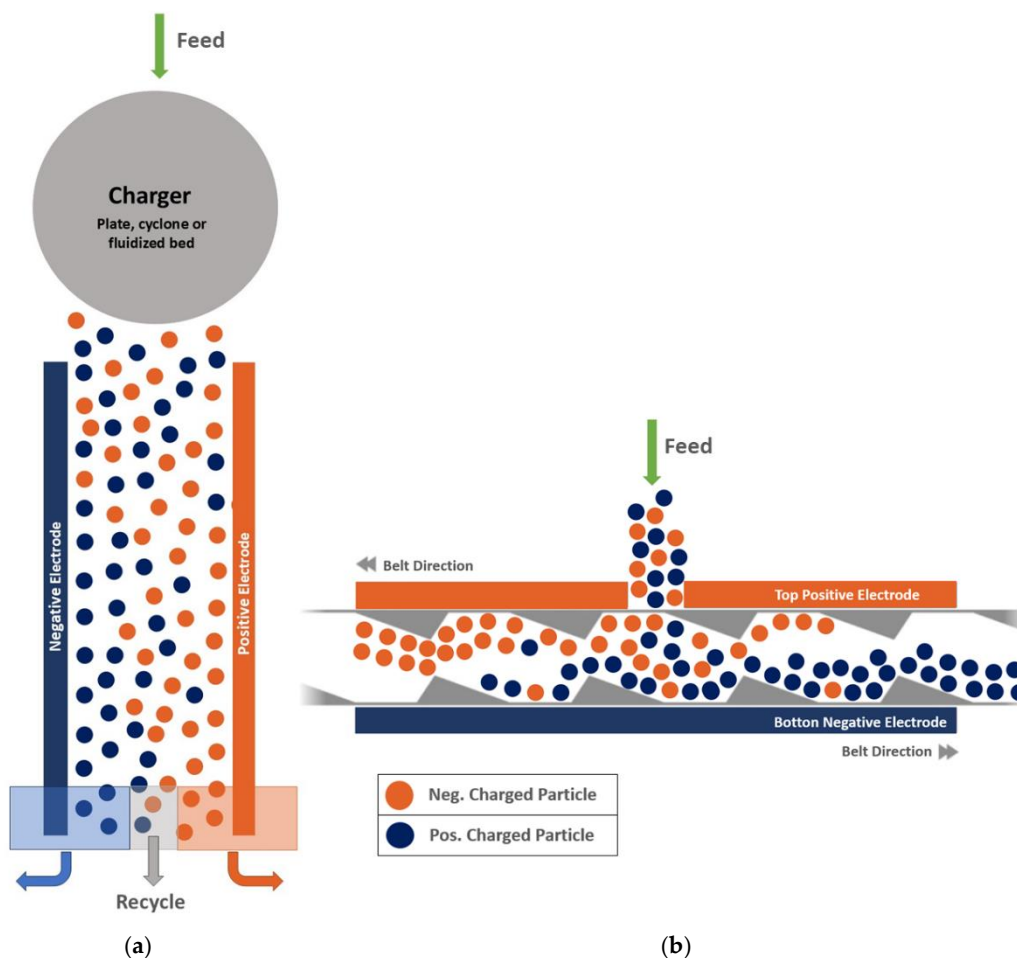 Feed
Charger
Plate, cyclone or
fluidized bed
Negative Electrode
Positive Electrode
Recycle
(a)
Feed
Belt Direction
Top Positive Electrode
Botton Negative Electrode
Belt Direction
Neg. Charged Particle
Pos. Charged Particle
(b)